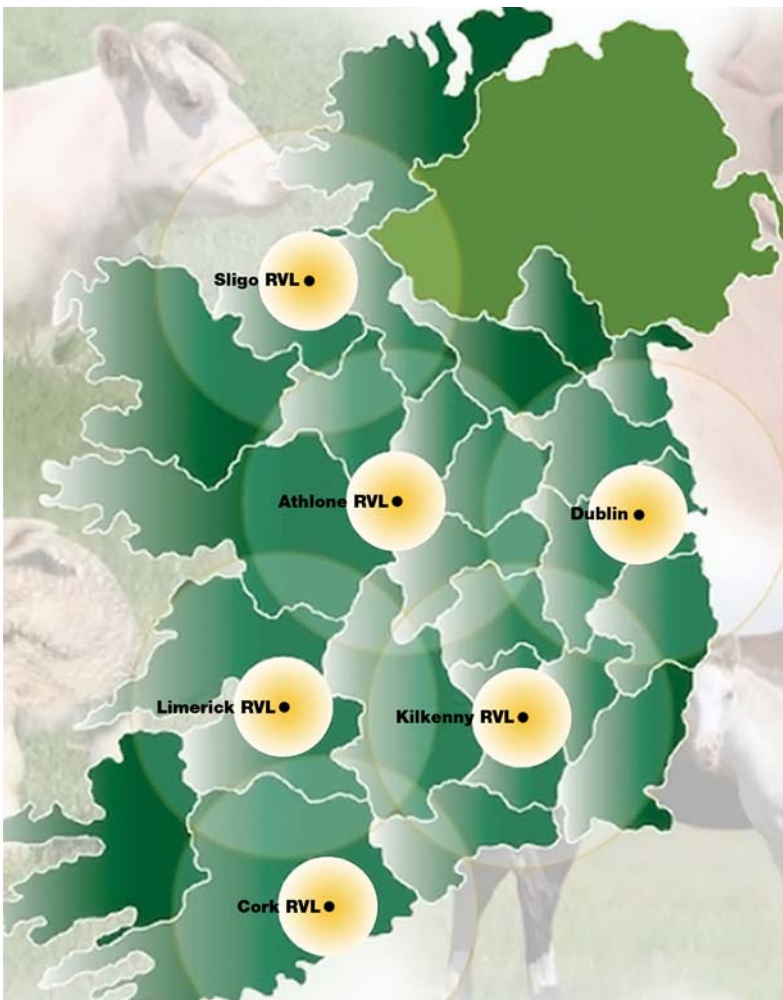 Sligo RVL
Athlone RVL
Dublin
Limerick RVL
Kilkenny RVL
Cork RVL